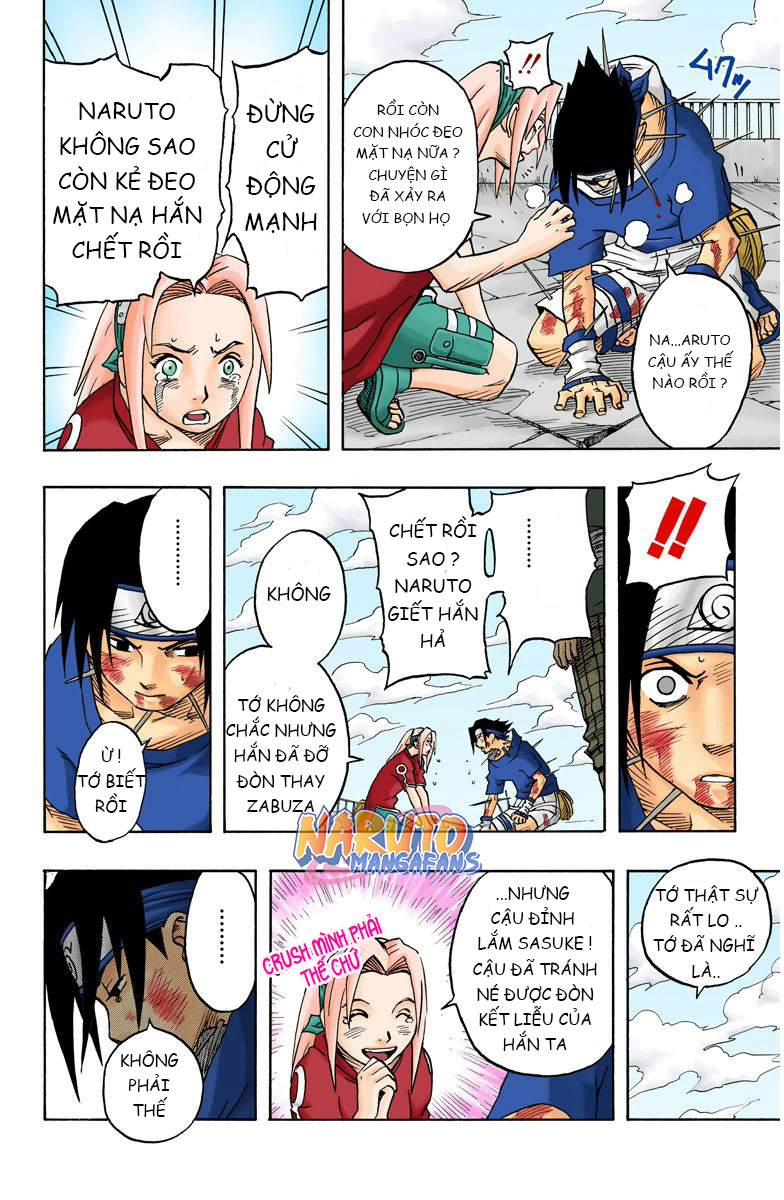 !!
ムクッ
RỒI CÒN
CON NHÓC ĐEO
MẶT NẠ NỮA ?
CHUYỆN GÌ
ĐÃ XẢY RA
VỚI BỌN HỌ
NA...ARUTO
CẬU ẤY THẾ
NÀO RỒI ?
ĐỪNG
CỬ
ĐỘNG
MẠNH
NARUTO
KHÔNG SAO
CÒN KẺ ĐEO
MẶT NẠ HẮN
CHẾT RỒI
!!
.........
CHẾT RỒI
SAO ?
NARUTO
GIẾT HẮN
HẢ
KHÔNG
TỚ KHÔNG
CHẮC NHƯNG
HẮN ĐÃ ĐỠ
ĐÒN THAY
ZABUZA
.........
Ừ!
TỚ BIẾT
RỒI
NARUTO
MANGAFANS
TỚ THẬT SỰ
RẤT LO ..
TỚ ĐÃ NGHĨ
LÀ..
...NHƯNG
CẬU ĐỈNH
LẮM SASUKE !
CẬU ĐÃ TRÁNH
NÉ ĐƯỢC ĐÒN
KẾT LIỄU CỦA
HẮN TA
CRUSH MÌNH PHẢI
THẾ CHỨ
.........
KHÔNG
PHẢI
THẾ